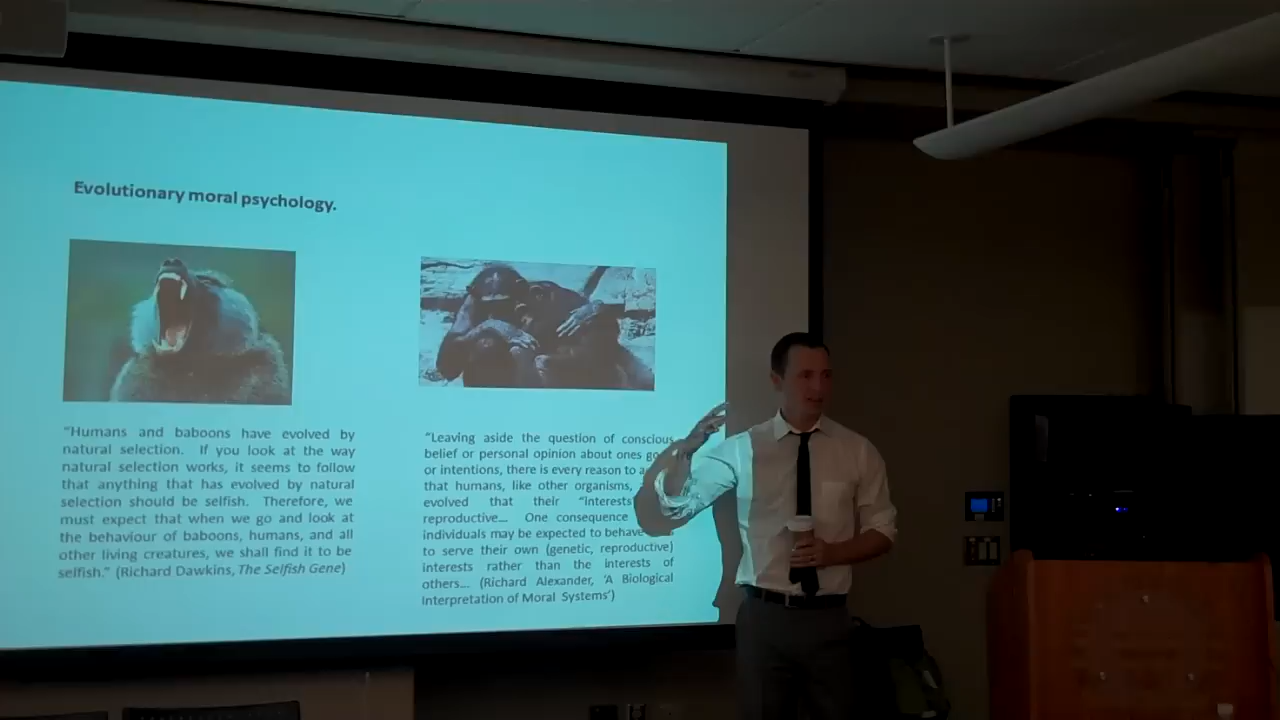 Evolutionary moral psychology.
“Humans and baboons have evolved by
natural selection. If you look at the way
natural selection works, it seems to follow
that anything that has evolved by natural
selection should be selfish. Therefore, we
must expect that when we go and look at
the behaviour of baboons, humans, and all
other living creatures, we shall find it to be
selfish.” (Richard Dawkins, The Selfish Gene)
“Leaving aside the question of conscious
belief or personal opinion about ones
or intentions, there is every reason to
that humans, like other organisms,
evolved that their “interests
reproductive... One consequence
individuals may be expected to behave
to serve their own (genetic, reproductive)
interests rather than the interests of
others... (Richard Alexander, ‘A Biological
Interpretation of Moral Systems’)